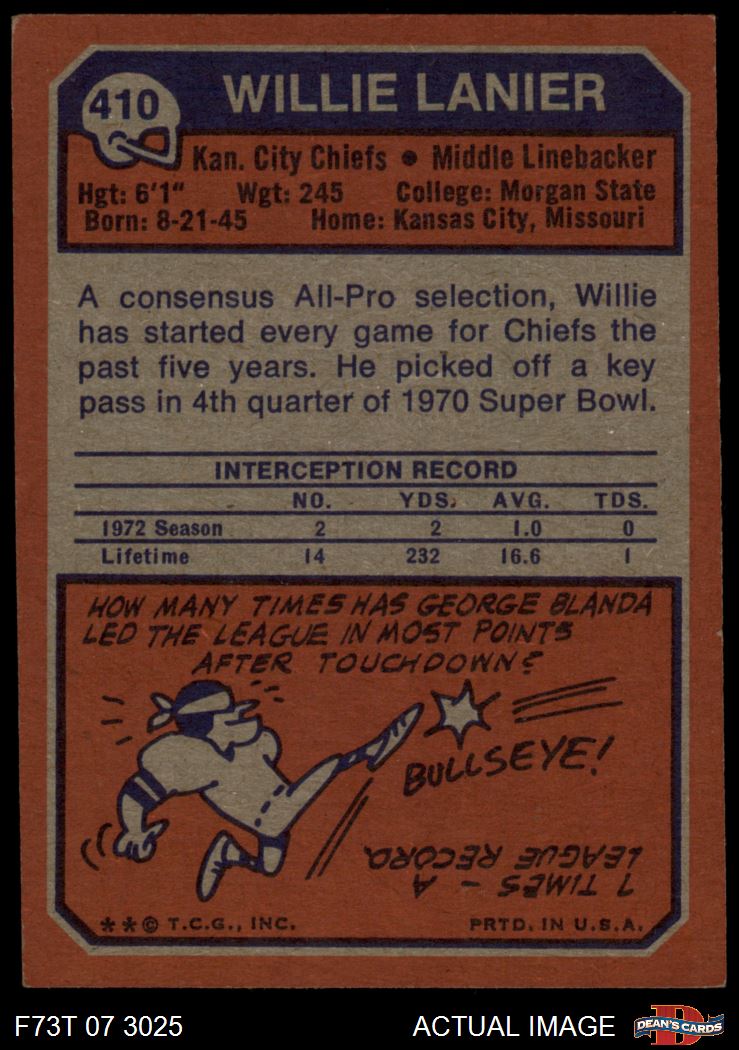 410
WILLIE LANIER
Kan. City Chiefs • Middle Linebacker
Hgt: 6'1" Wgt: 245 College: Morgan State
Born: 8-21-45 Home: Kansas City, Missouri
A consensus All-Pro selection, Willie
has started every game for Chiefs the
past five years. He picked off a key
pass in 4th quarter of 1970 Super Bowl.
INTERCEPTION RECORD
NO. YDS. AVG. TDS.
1972 Season 2 2 1.0 0
Lifetime 14 232 16.6 1
HOW MANY TIMES HAS GEORGE BLANDA
LED THE LEAGUE IN MOST POINTS
AFTER TOUCHDOWN?
BULLSEYE!
7 TIMES - A
LEAGUE RECORD.
**© T.C.G., INC. PRTD. IN U.S.A.
F73T 07 3025 ACTUAL IMAGE D DEAN'S CARDS